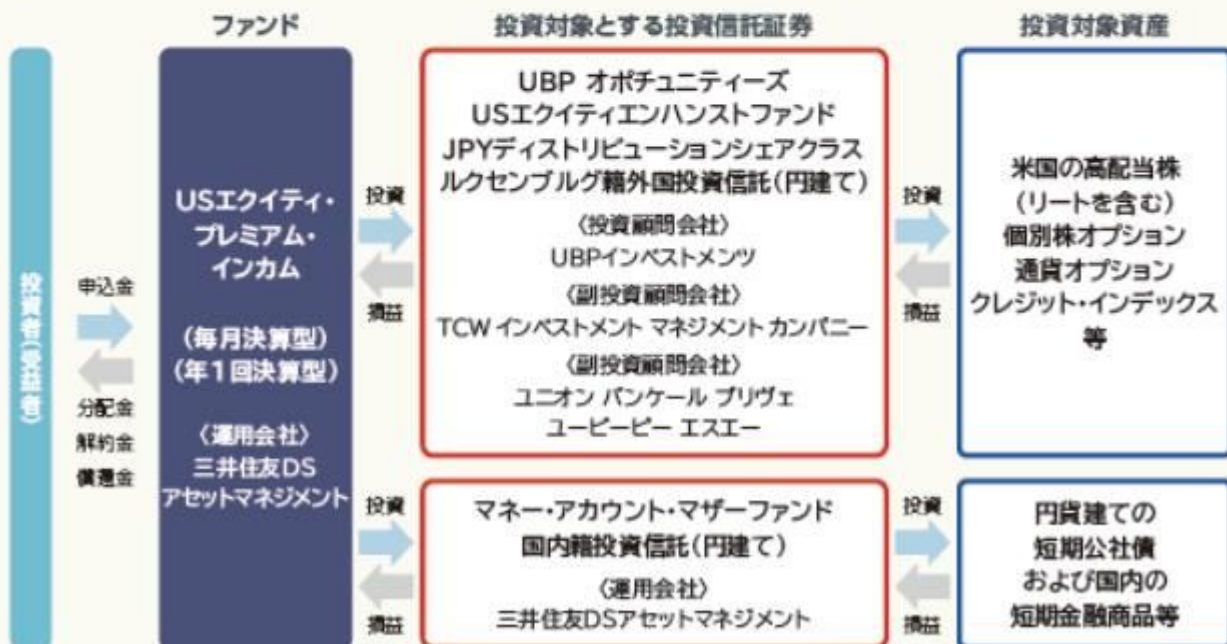 ファンド
投資対象とする投資信託証券
投資対象資産
投資者(受益者)
申込金
分配金
解約金
償還金
USエクイティ・
プレミアム・
インカム
(毎月決算型)
(年1回決算型)
〈運用会社〉
三井住友DS
アセットマネジメント
投資
損益
UBP オポチュニティーズ
USエクイティエンハンストファンド
JPYディストリビューションシェアクラス
ルクセンブルグ籍外国投資信託(円建て)
〈投資顧問会社〉
UBPインベストメンツ
〈副投資顧問会社〉
TCW インベストメント マネジメント カンパニー
〈副投資顧問会社〉
ユニオン バンケール プリヴェ
ユービーピー エスエー
投資
損益
米国の高配当株
(リートを含む)
個別株オプション
通貨オプション
クレジット・インデックス
等
投資
損益
マネー・アカウント・マザーファンド
国内籍投資信託(円建て)
〈運用会社〉
三井住友DSアセットマネジメント
投資
損益
円貨建ての
短期公社債
および国内の
短期金融商品等